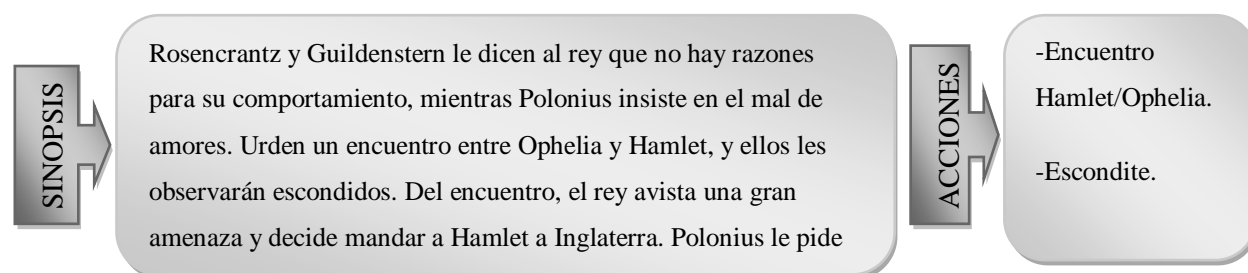 SINOPSIS
Rosencrantz y Guildenstern le dicen al rey que no hay razones
para su comportamiento, mientras Polonius insiste en el mal de
amores. Urden un encuentro entre Ophelia y Hamlet, y ellos les
observarán escondidos. Del encuentro, el rey avista una gran
amenaza y decide mandar a Hamlet a Inglaterra. Polonius le pide
ACCIONES
-Encuentro
Hamlet/Ophelia.
-Escondite.